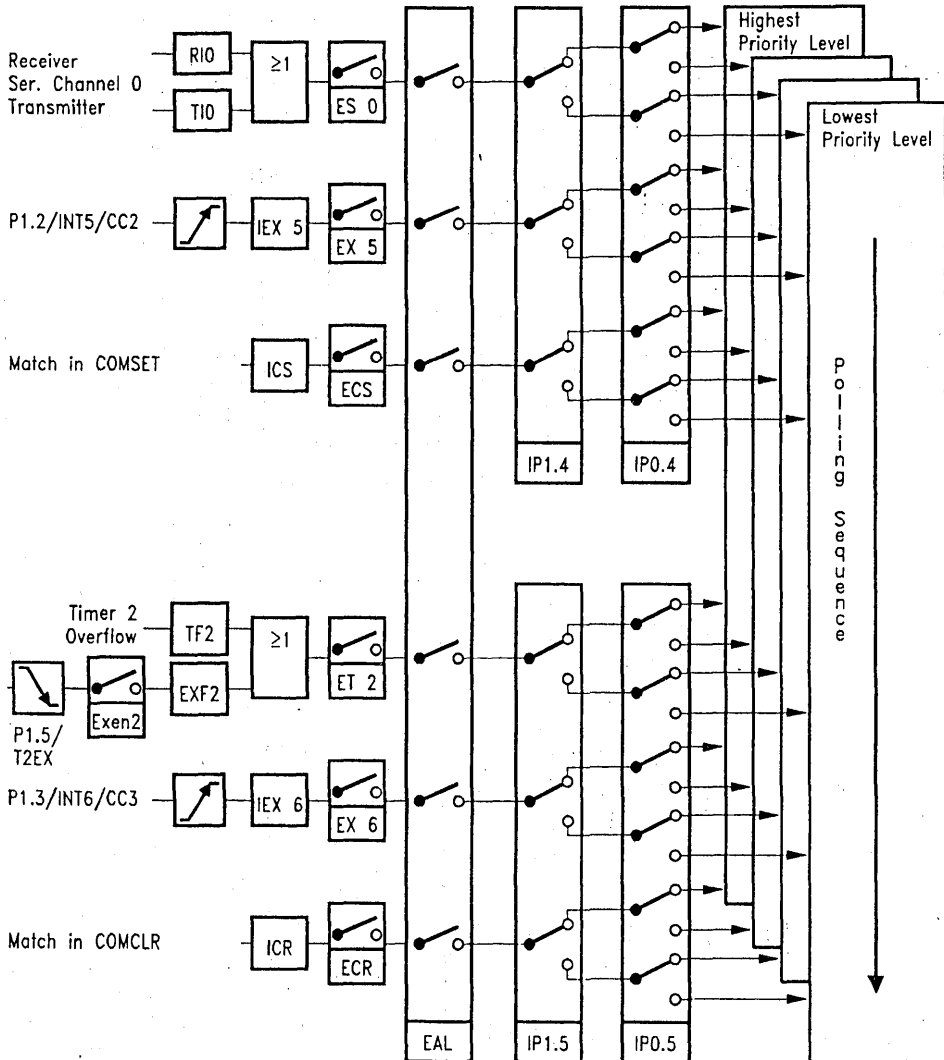 Highest
Priority Level
Lowest
Priority Level
Receiver
Ser. Channel 0
Transmitter
RI0
TI0
≥1
ES 0
P1.2/INT5/CC2
IEX 5
EX 5
Match in COMSET
ICS
ECS
IP1.4
IP0.4
Polling Sequence
Timer 2
Overflow
TF2
≥1
ET 2
EXF2
Exen2
P1.5/
T2EX
P1.3/INT6/CC3
IEX 6
EX 6
Match in COMCLR
ICR
ECR
EAL
IP1.5
IP0.5